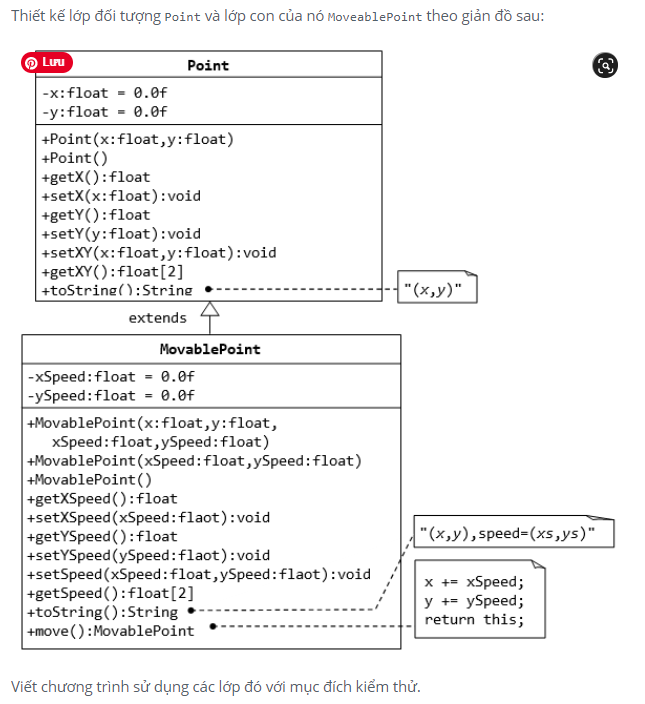 Thiết kế lớp đối tượng Point và lớp con của nó MoveablePoint theo giản đồ sau:
Lưu
Point
-x:float = 0.0f
-y:float = 0.0f
+Point(x:float,y:float)
+Point()
+getX():float
+setX(x:float):void
+getY():float
+setY(y:float):void
+setXY(x:float,y:float):void
+getXY():float[2]
+toString():String
"(x,y)"
extends
MovablePoint
-xSpeed:float = 0.0f
-ySpeed:float = 0.0f
+MovablePoint(x:float,y:float,
xSpeed:float,ySpeed:float)
+MovablePoint(xSpeed:float,ySpeed:float)
+MovablePoint()
+getXSpeed():float
+setXSpeed(xSpeed:flaot):void
+getYSpeed():float
+setYSpeed(ySpeed:flaot):void
+setSpeed(xSpeed:float,ySpeed:flaot):void
+getSpeed():float[2]
+toString():String
+move():MovablePoint
"(x,y),speed=(xs,ys)"
x += xSpeed;
y += ySpeed;
return this;
Viết chương trình sử dụng các lớp đó với mục đích kiểm thử.